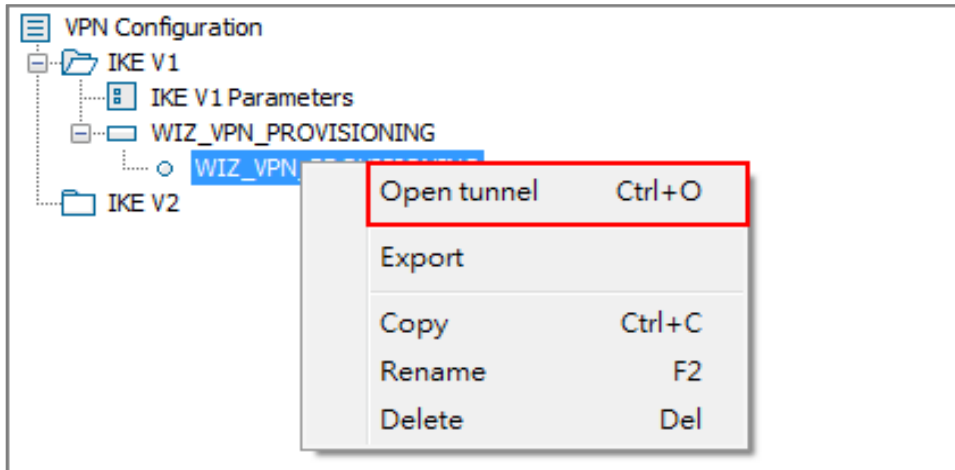 VPN Configuration
IKE V1
IKE V1 Parameters
WIZ_VPN_PROVISIONING
WIZ_VPN
IKE V2
Open tunnel Ctrl+O
Export
Copy Ctrl+C
Rename F2
Delete Del